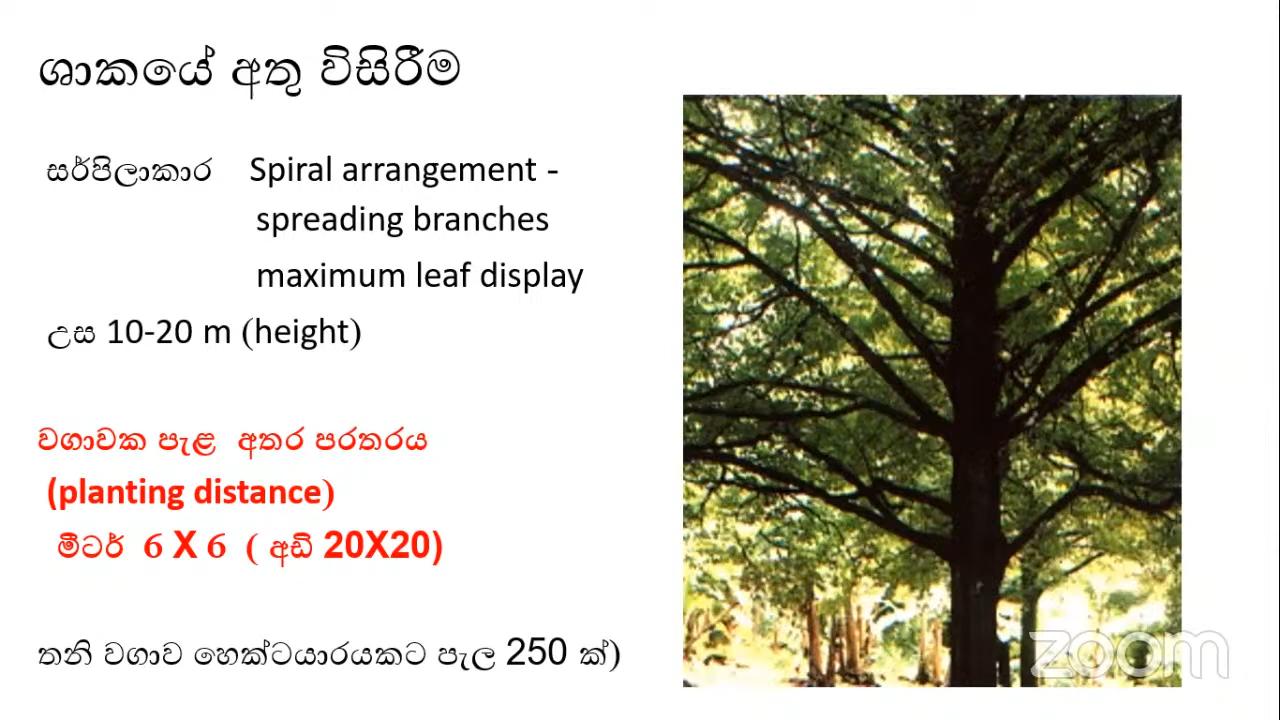 ශාකයේ අතු විසිරීම
සර්පිලාකාර Spiral arrangement -
spreading branches
maximum leaf display
උස 10-20 m (height)
වගාවක පැළ අතර පරතරය
(planting distance)
මීටර් 6 X 6 ( අඩි 20X20)
තනි වගාව හෙක්ටයාරයකට පැල 250 ක්)
zoom